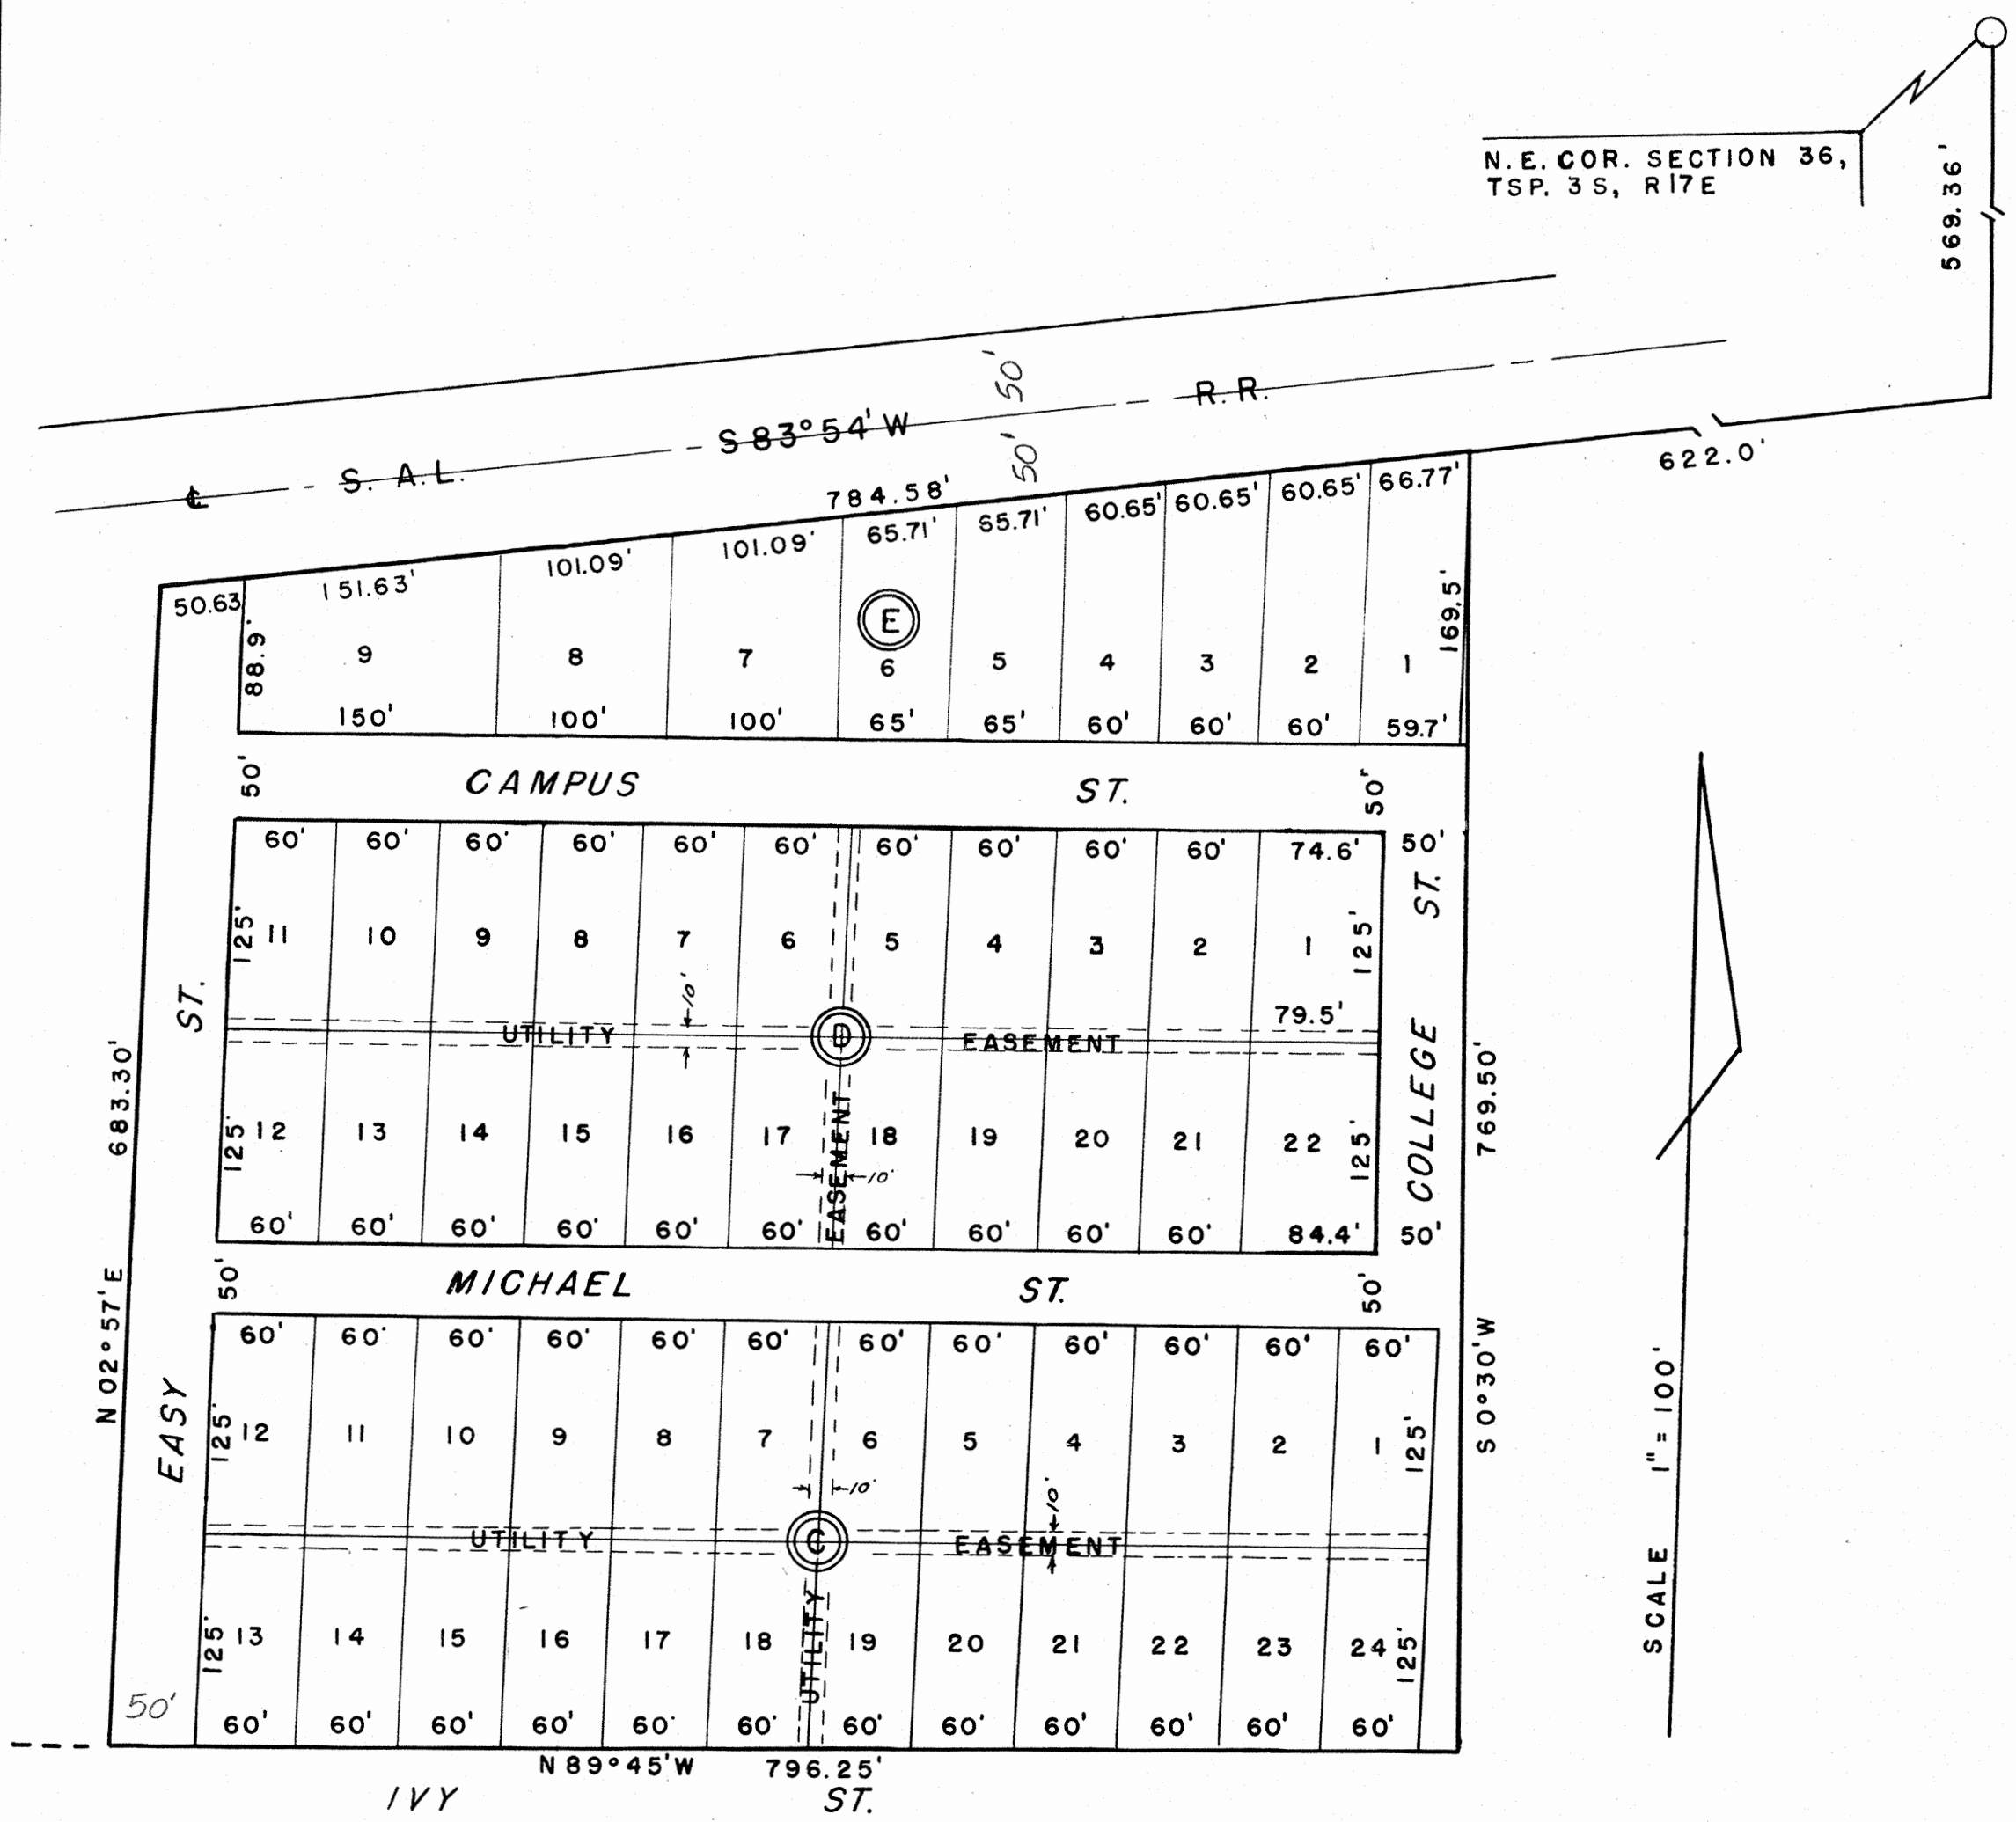 N.E. COR. SECTION 36,
TSP. 3 S, R 17 E
569.36'
622.0'
50'
50'
℄ S. A. L. S 83° 54' W R. R.
784.58'
50.63 151.63' 101.09' 101.09' 65.71' 65.71' 60.65' 60.65' 60.65' 66.77'
E
88.9' 169.5'
9 8 7 6 5 4 3 2 1
150' 100' 100' 65' 65' 60' 60' 60' 59.7'
50' CAMPUS ST. 50'
60' 60' 60' 60' 60' 60' 60' 60' 60' 60' 74.6' 50'
125' 11 10 9 8 7 6 5 4 3 2 1 125'
10'
79.5'
UTILITY D EASEMENT
125' 12 13 14 15 16 17 18 19 20 21 22 125'
EASEMENT
10'
60' 60' 60' 60' 60' 60' 60' 60' 60' 60' 84.4' 50'
COLLEGE ST.
50' MICHAEL ST. 50'
60' 60' 60' 60' 60' 60' 60' 60' 60' 60' 60' 60'
125' 12 11 10 9 8 7 6 5 4 3 2 1 125'
10'
10'
UTILITY C EASEMENT
125' 13 14 15 16 17 18 19 20 21 22 23 24 125'
UTILITY
60' 60' 60' 60' 60' 60' 60' 60' 60' 60' 60' 60'
50'
EASY ST.
N 02° 57' E 683.30'
S 0° 30' W 769.50'
N 89° 45' W 796.25'
IVY ST.
SCALE 1" = 100'